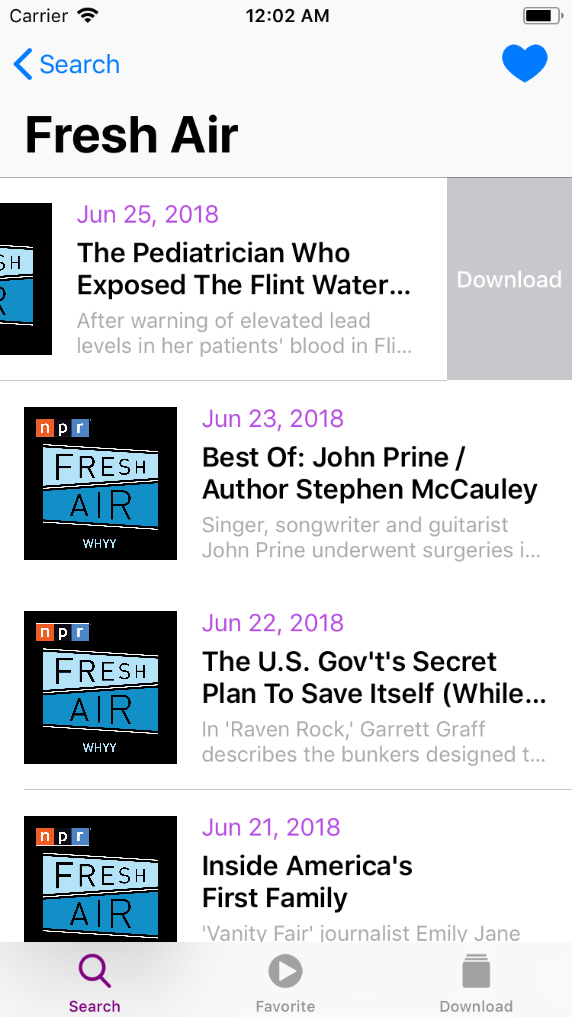 Carrier 12:02 AM
Search
Fresh Air
SH
R
Jun 25, 2018
The Pediatrician Who
Exposed The Flint Water...
After warning of elevated lead
levels in her patients' blood in Fli...
Download
npr
FRESH
AIR
WHYY
Jun 23, 2018
Best Of: John Prine /
Author Stephen McCauley
Singer, songwriter and guitarist
John Prine underwent surgeries i...
npr
FRESH
AIR
WHYY
Jun 22, 2018
The U.S. Gov't's Secret
Plan To Save Itself (While...
In 'Raven Rock,' Garrett Graff
describes the bunkers designed t...
npr
FRESH
AIR
Jun 21, 2018
Inside America's
First Family
'Vanity Fair' journalist Emily Jane
Search Favorite Download